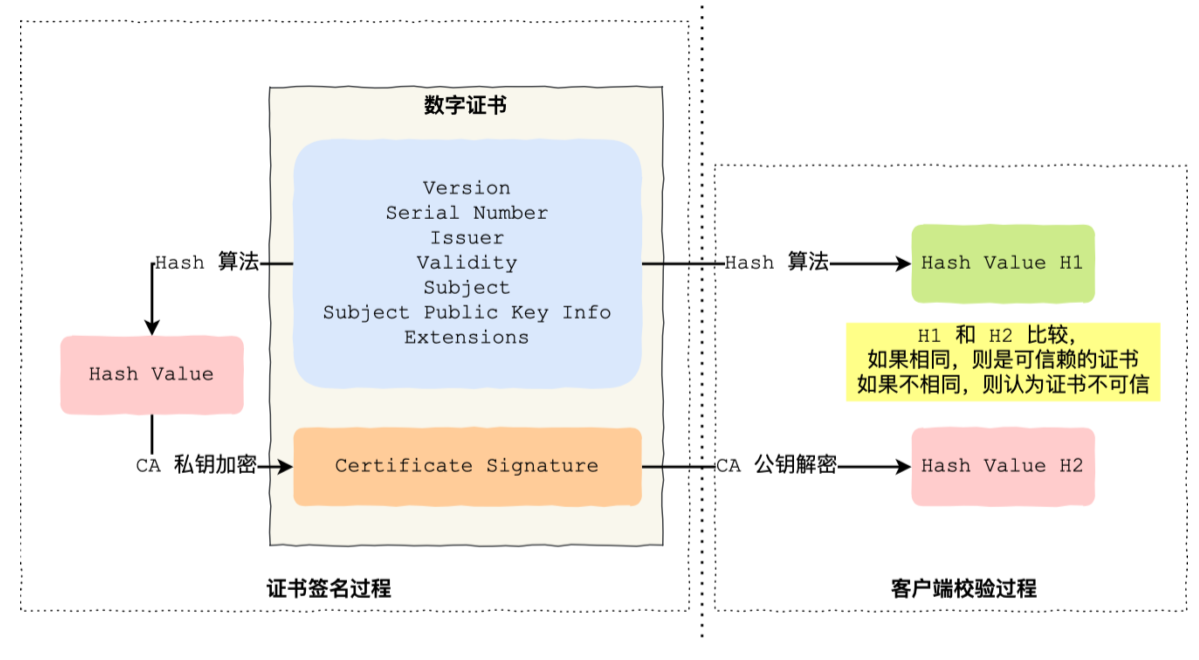 数字证书
Version
Serial Number
Issuer
Validity
Subject
Subject Public Key Info
Extensions
Hash 算法
Hash Value
CA 私钥加密
Certificate Signature
证书签名过程
Hash 算法
Hash Value H1
H1 和 H2 比较,
如果相同，则是可信赖的证书
如果不相同，则认为证书不可信
CA 公钥解密
Hash Value H2
客户端校验过程